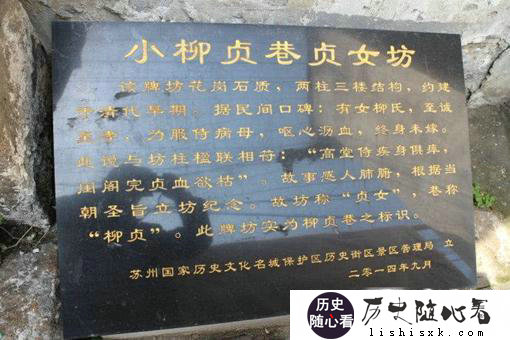 小柳贞巷贞女坊
该牌坊花岗石质，两柱三楼结构，约建
于清代早期。据民间口碑：有女柳氏，至诚
至孝，为服侍病母，呕心沥血，终身未嫁。
此说与坊柱楹联相符：“高堂侍疾身俱瘁，
闺阁完贞血欲枯”。故事感人肺腑，根据当
朝圣旨立坊纪念。故坊称“贞女”，巷称
“柳贞”。此牌坊实为柳贞巷之标识。
苏州国家历史文化名城保护区历史街区景区管理局 立
二零一四年九月
历史
随心看
历史随心看
lishisxk.com